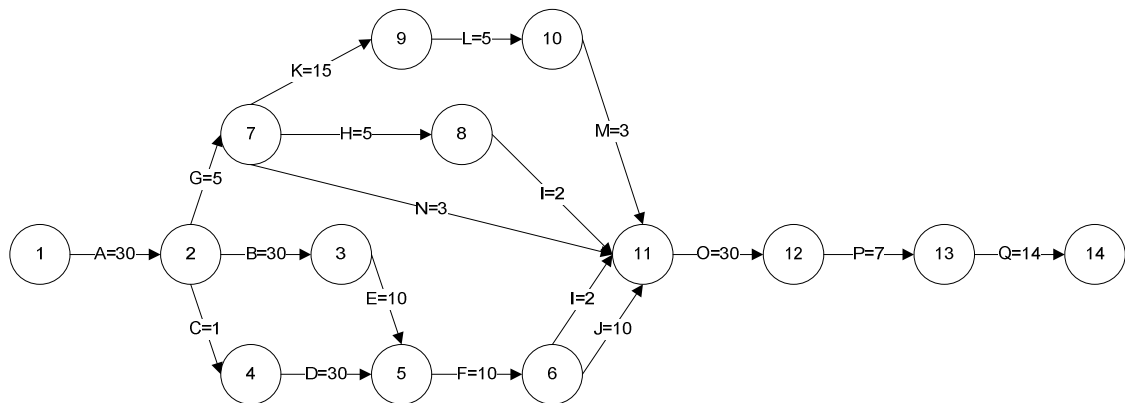 9
L=5
10
K=15
7
H=5
8
M=3
G=5
N=3
I=2
1
A=30
2
B=30
3
11
O=30
12
P=7
13
Q=14
14
E=10
I=2
C=1
J=10
4
D=30
5
F=10
6